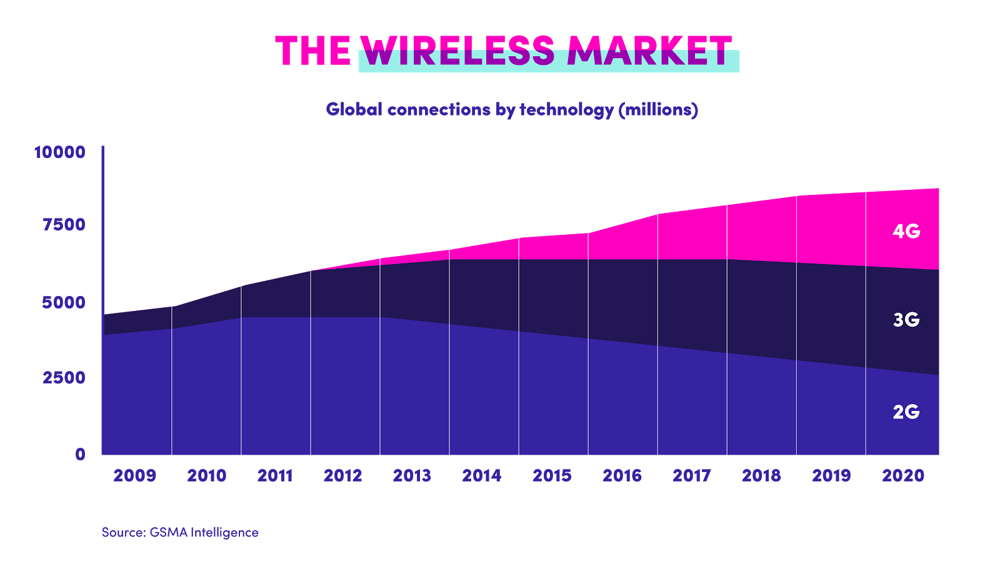 THE WIRELESS MARKET
Global connections by technology (millions)
10000
7500
5000
2500
0
4G
3G
2G
2009 2010 2011 2012 2013 2014 2015 2016 2017 2018 2019 2020
Source: GSMA Intelligence